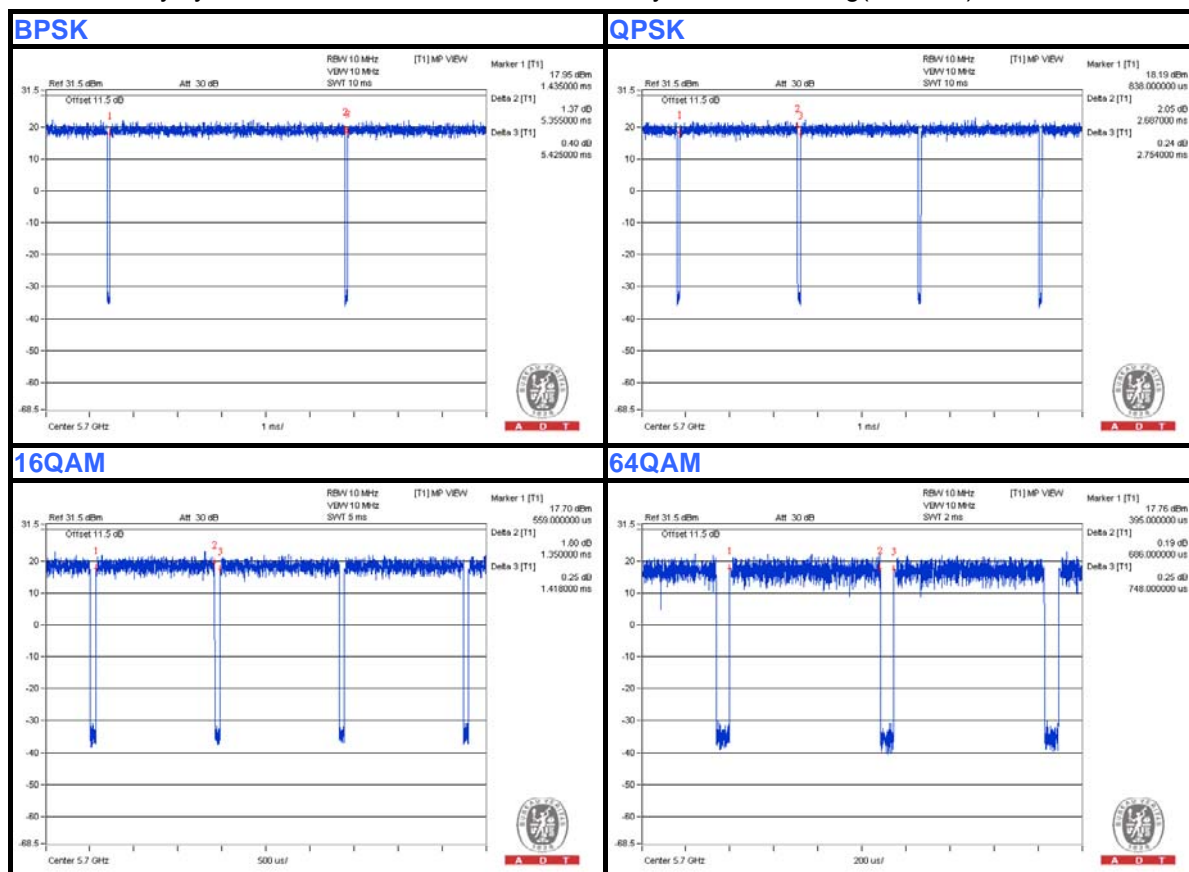 BPSK
RBW 10 MHz [T1] MP VIEW
VBW 10 MHz
Ref 31.5 dBm Att 30 dB SWT 10 ms
Marker 1 [T1]
17.95 dBm
1.435000 ms
Delta 2 [T1]
1.37 dB
5.355000 ms
Delta 3 [T1]
0.40 dB
5.425000 ms
31.5
Offset 11.5 dB
1
2
20
10
0
-10
-20
-30
-40
-50
-60
-68.5
Center 5.7 GHz 1 ms/
A D T
QPSK
RBW 10 MHz [T1] MP VIEW
VBW 10 MHz
Ref 31.5 dBm Att 30 dB SWT 10 ms
Marker 1 [T1]
18.19 dBm
838.000000 us
Delta 2 [T1]
2.05 dB
2.687000 ms
Delta 3 [T1]
0.24 dB
2.754000 ms
31.5
Offset 11.5 dB
1
2
3
20
10
0
-10
-20
-30
-40
-50
-60
-68.5
Center 5.7 GHz 1 ms/
A D T
16QAM
RBW 10 MHz [T1] MP VIEW
VBW 10 MHz
Ref 31.5 dBm Att 30 dB SWT 5 ms
Marker 1 [T1]
17.70 dBm
559.000000 us
Delta 2 [T1]
1.60 dB
1.350000 ms
Delta 3 [T1]
0.25 dB
1.418000 ms
31.5
Offset 11.5 dB
1
2
3
20
10
0
-10
-20
-30
-40
-50
-60
-68.5
Center 5.7 GHz 500 us/
A D T
64QAM
RBW 10 MHz [T1] MP VIEW
VBW 10 MHz
Ref 31.5 dBm Att 30 dB SWT 2 ms
Marker 1 [T1]
17.76 dBm
395.000000 us
Delta 2 [T1]
0.19 dB
686.000000 us
Delta 3 [T1]
0.25 dB
748.000000 us
31.5
Offset 11.5 dB
1
2 3
20
10
0
-10
-20
-30
-40
-50
-60
-68.5
Center 5.7 GHz 200 us/
A D T